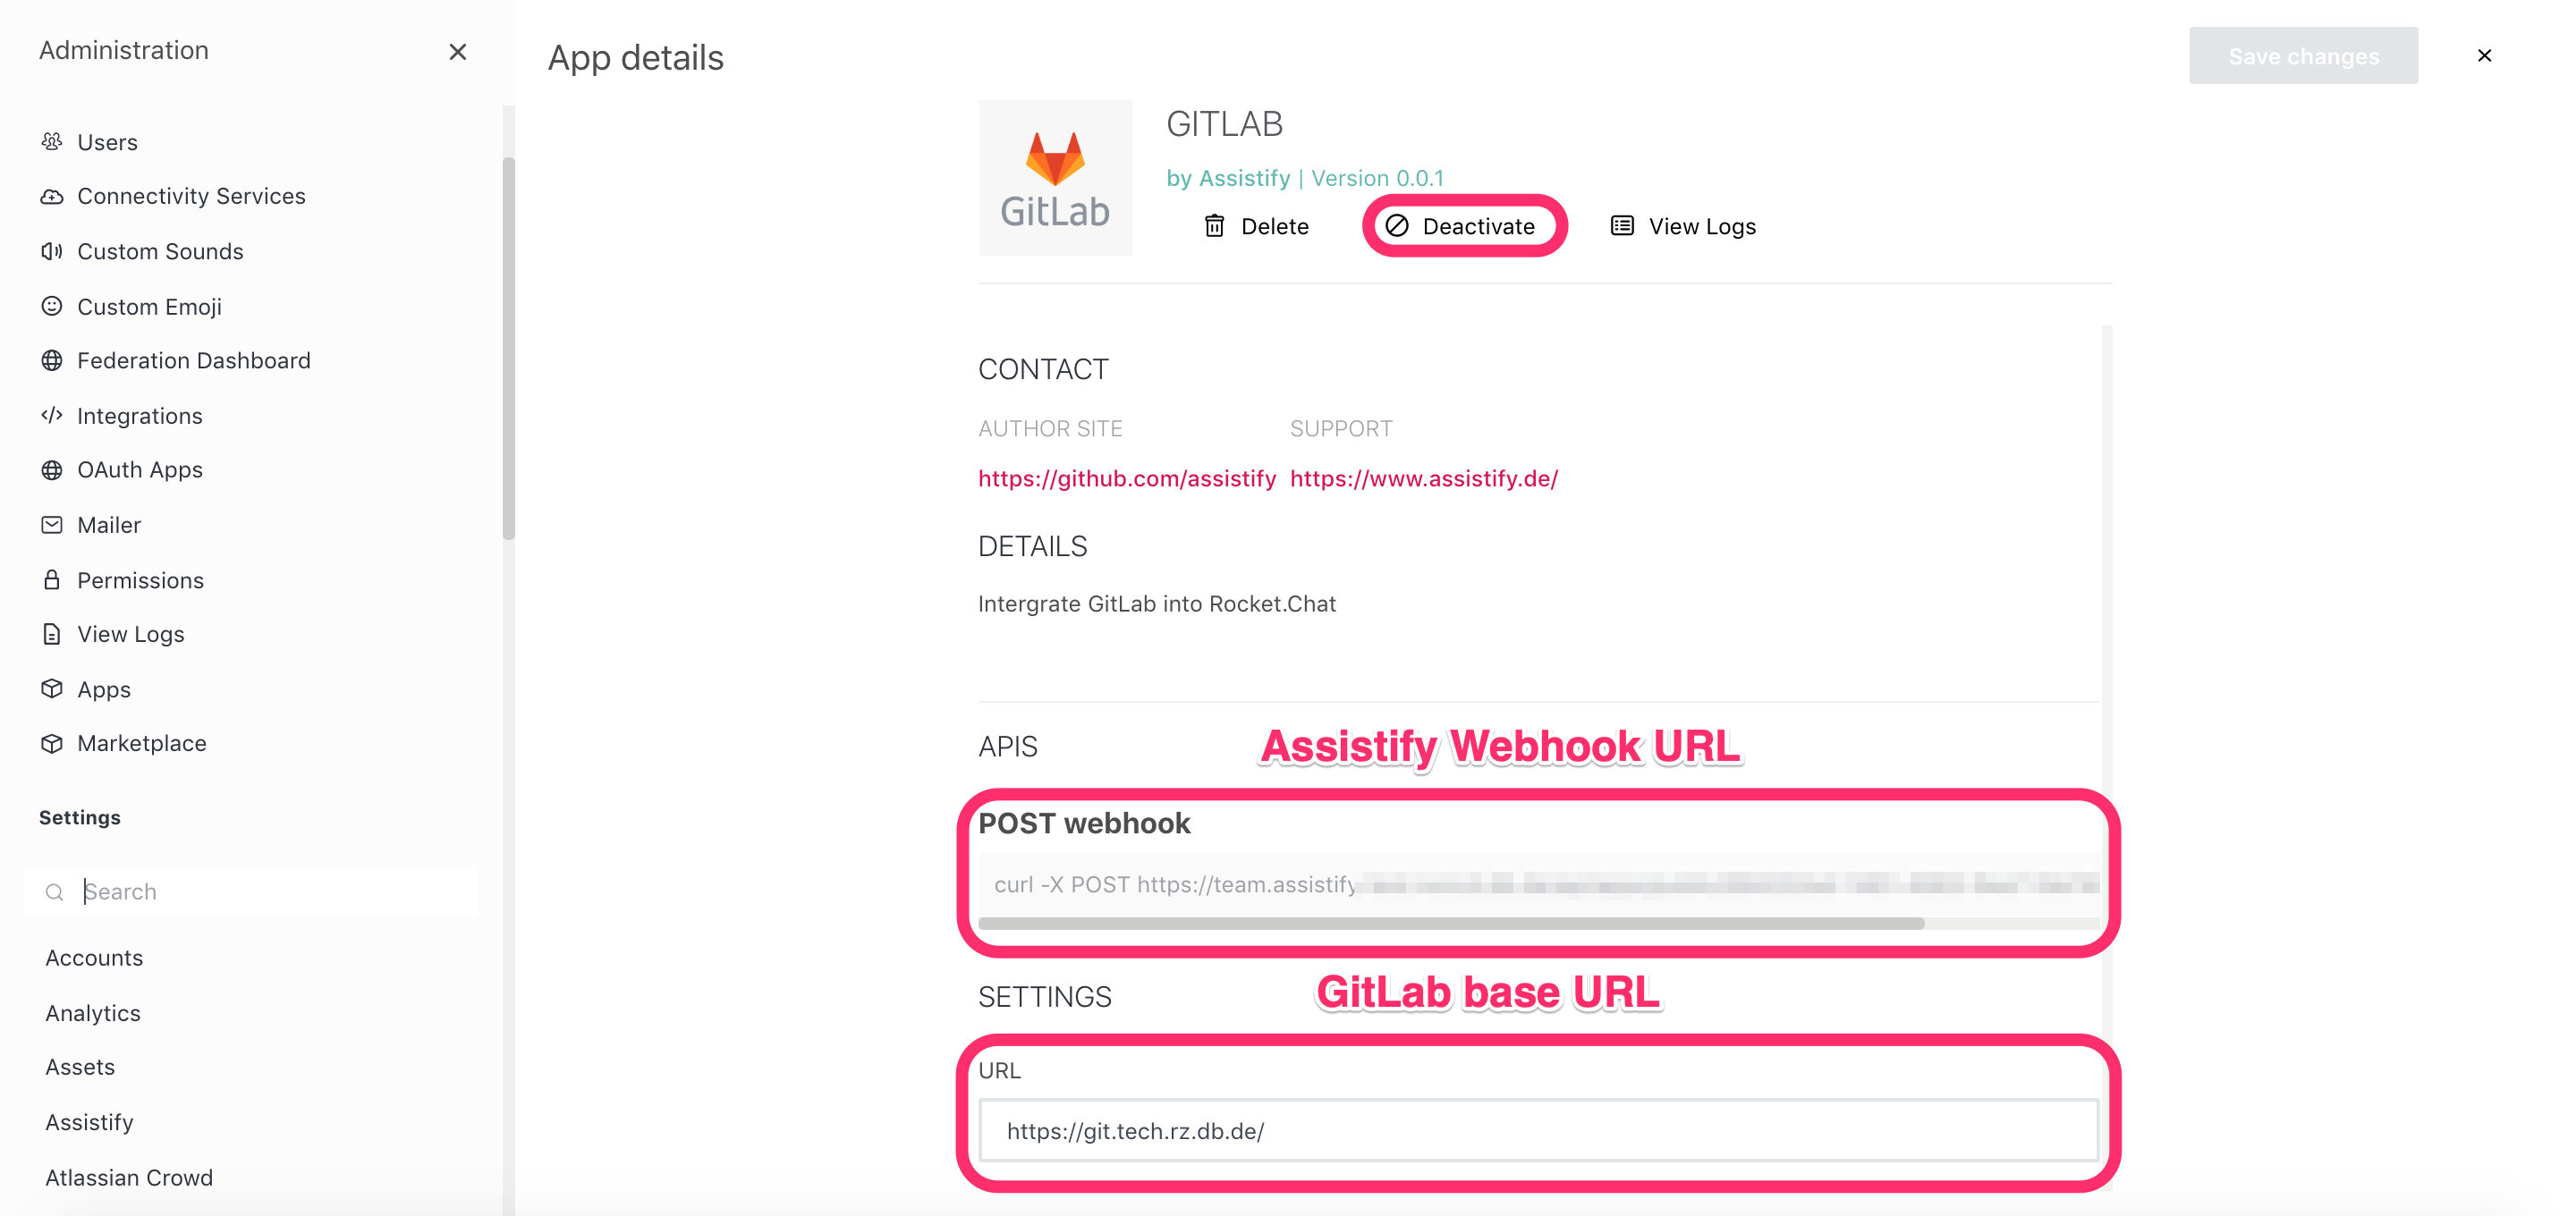 Administration
Users
Connectivity Services
Custom Sounds
Custom Emoji
Federation Dashboard
Integrations
OAuth Apps
Mailer
Permissions
View Logs
Apps
Marketplace
Settings
Search
Accounts
Analytics
Assets
Assistify
Atlassian Crowd
App details
Save changes
GitLab
GITLAB
by Assistify | Version 0.0.1
Delete
Deactivate
View Logs
CONTACT
AUTHOR SITE SUPPORT
https://github.com/assistify https://www.assistify.de/
DETAILS
Intergrate GitLab into Rocket.Chat
APIS
Assistify Webhook URL
POST webhook
curl -X POST https://team.assistify
SETTINGS
GitLab base URL
URL
https://git.tech.rz.db.de/